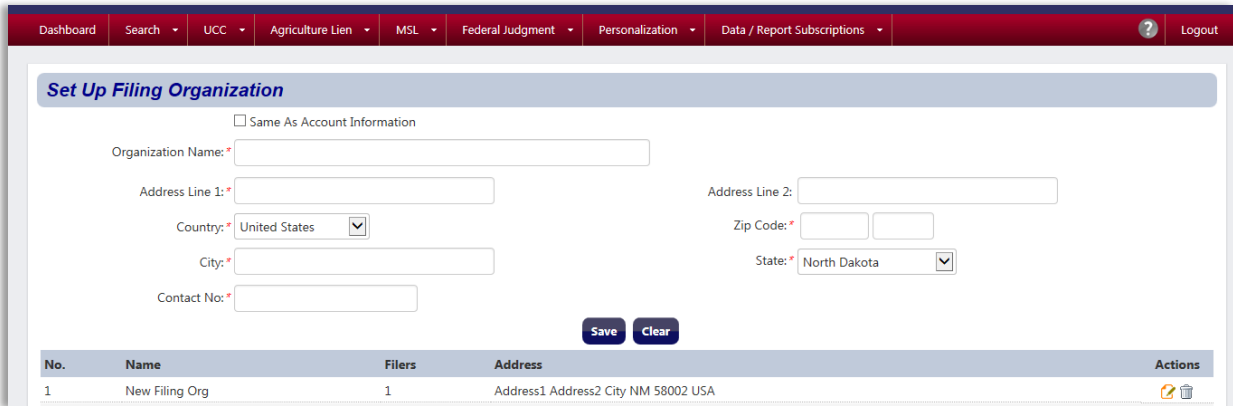 Dashboard Search UCC Agriculture Lien MSL Federal Judgment Personalization Data / Report Subscriptions ? Logout
Set Up Filing Organization
Same As Account Information
Organization Name: *
Address Line 1: * Address Line 2:
Country: * United States Zip Code: *
City: * State: * North Dakota
Contact No: *
Save Clear
No. Name Filers Address Actions
1 New Filing Org 1 Address1 Address2 City NM 58002 USA